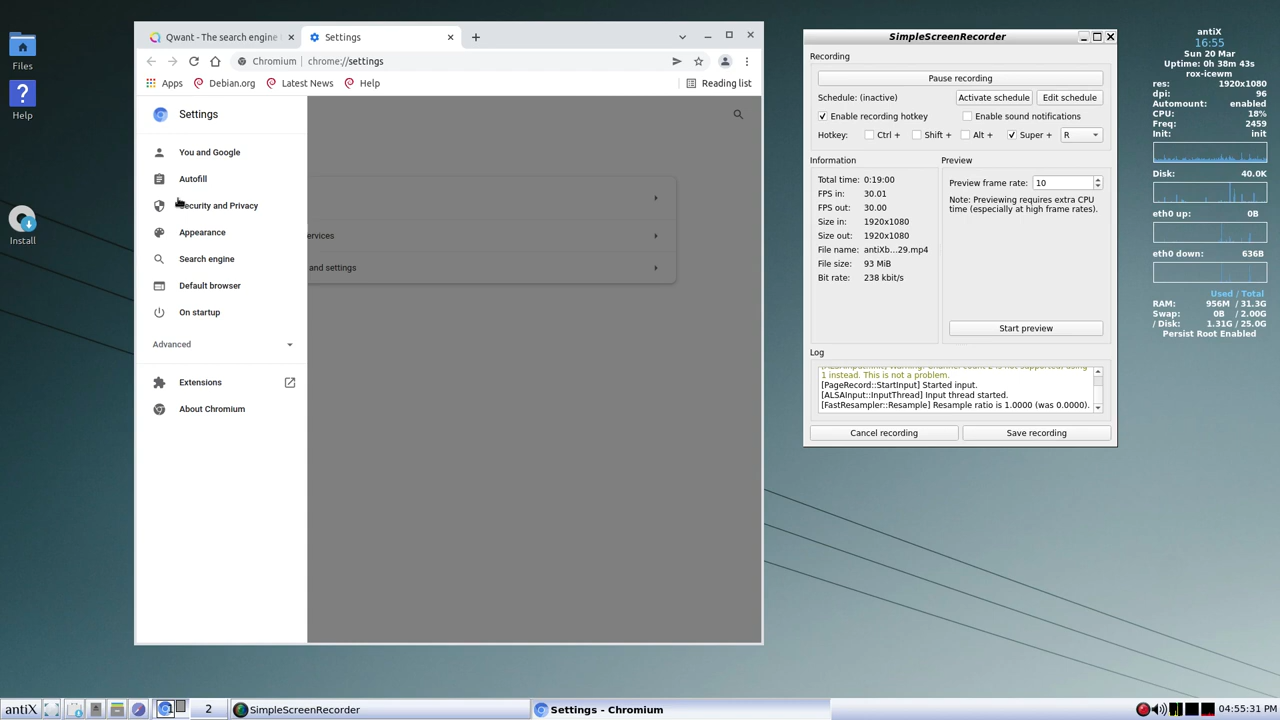 Files
Help
Install
Qwant - The search engine
Settings
Chromium | chrome://settings
Apps
Debian.org
Latest News
Help
Reading list
Settings
You and Google
Autofill
Security and Privacy
Appearance
Search engine
Default browser
On startup
Advanced
Extensions
About Chromium
ervices
and settings
SimpleScreenRecorder
Recording
Pause recording
Schedule: (inactive)
Activate schedule
Edit schedule
Enable recording hotkey
Enable sound notifications
Hotkey:
Ctrl +
Shift +
Alt +
Super +
R
Information
Total time: 0:19:00
FPS in: 30.01
FPS out: 30.00
Size in: 1920x1080
Size out: 1920x1080
File name: antiXb...29.mp4
File size: 93 MiB
Bit rate: 238 kbit/s
Preview
Preview frame rate: 10
Note: Previewing requires extra CPU
time (especially at high frame rates).
Start preview
Log
1 instead. This is not a problem.
[PageRecord::StartInput] Started input.
[ALSAInput::InputThread] Input thread started.
[FastResampler::Resample] Resample ratio is 1.0000 (was 0.0000).
Cancel recording
Save recording
antiX
16:55
Sun 20 Mar
Uptime: 0h 38m 43s
rox-icewm
res: 1920x1080
dpi: 96
Automount: enabled
CPU: 18%
Freq: 2459
Init: init
Disk: 40.0K
eth0 up: 0B
eth0 down: 636B
Used / Total
RAM: 956M / 31.3G
Swap: 0B / 2.00G
/ Disk: 1.31G / 25.0G
Persist Root Enabled
antiX
1
2
SimpleScreenRecorder
Settings - Chromium
04:55:31 PM